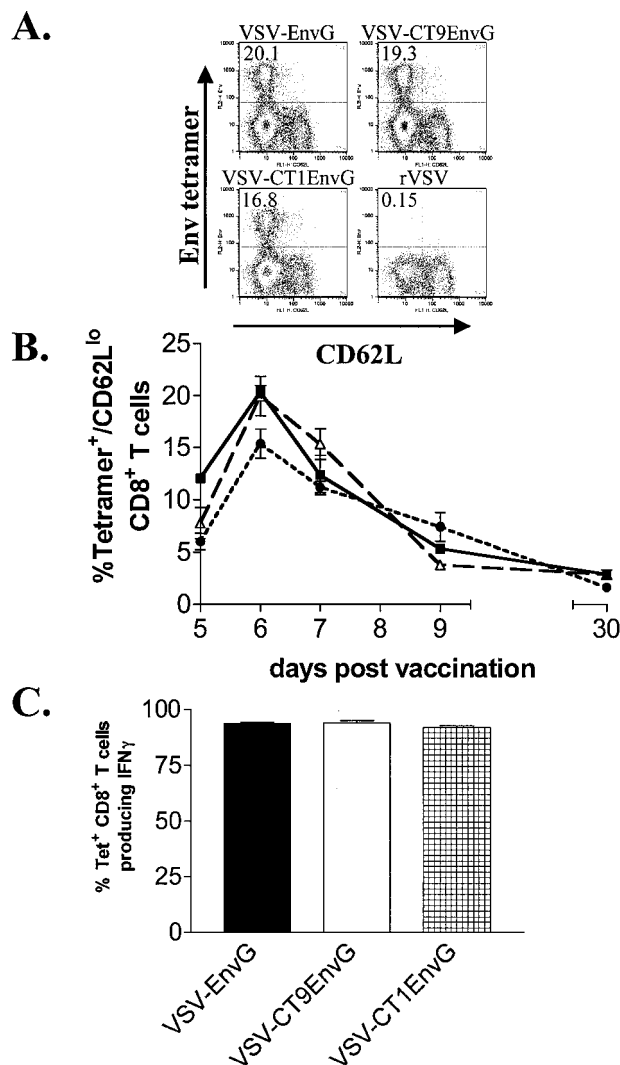 A.
VSV-EnvG
VSV-CT9EnvG
20.1
19.3
VSV-CT1EnvG
rVSV
16.8
0.15
Env tetramer
CD62L
B.
%Tetramer⁺/CD62Lˡᵒ
CD8⁺ T cells
25
20
15
10
5
0
5 6 7 8 9 30
days post vaccination
C.
% Tet⁺ CD8⁺ T cells
producing IFNγ
100
75
50
25
0
VSV-EnvG
VSV-CT9EnvG
VSV-CT1EnvG